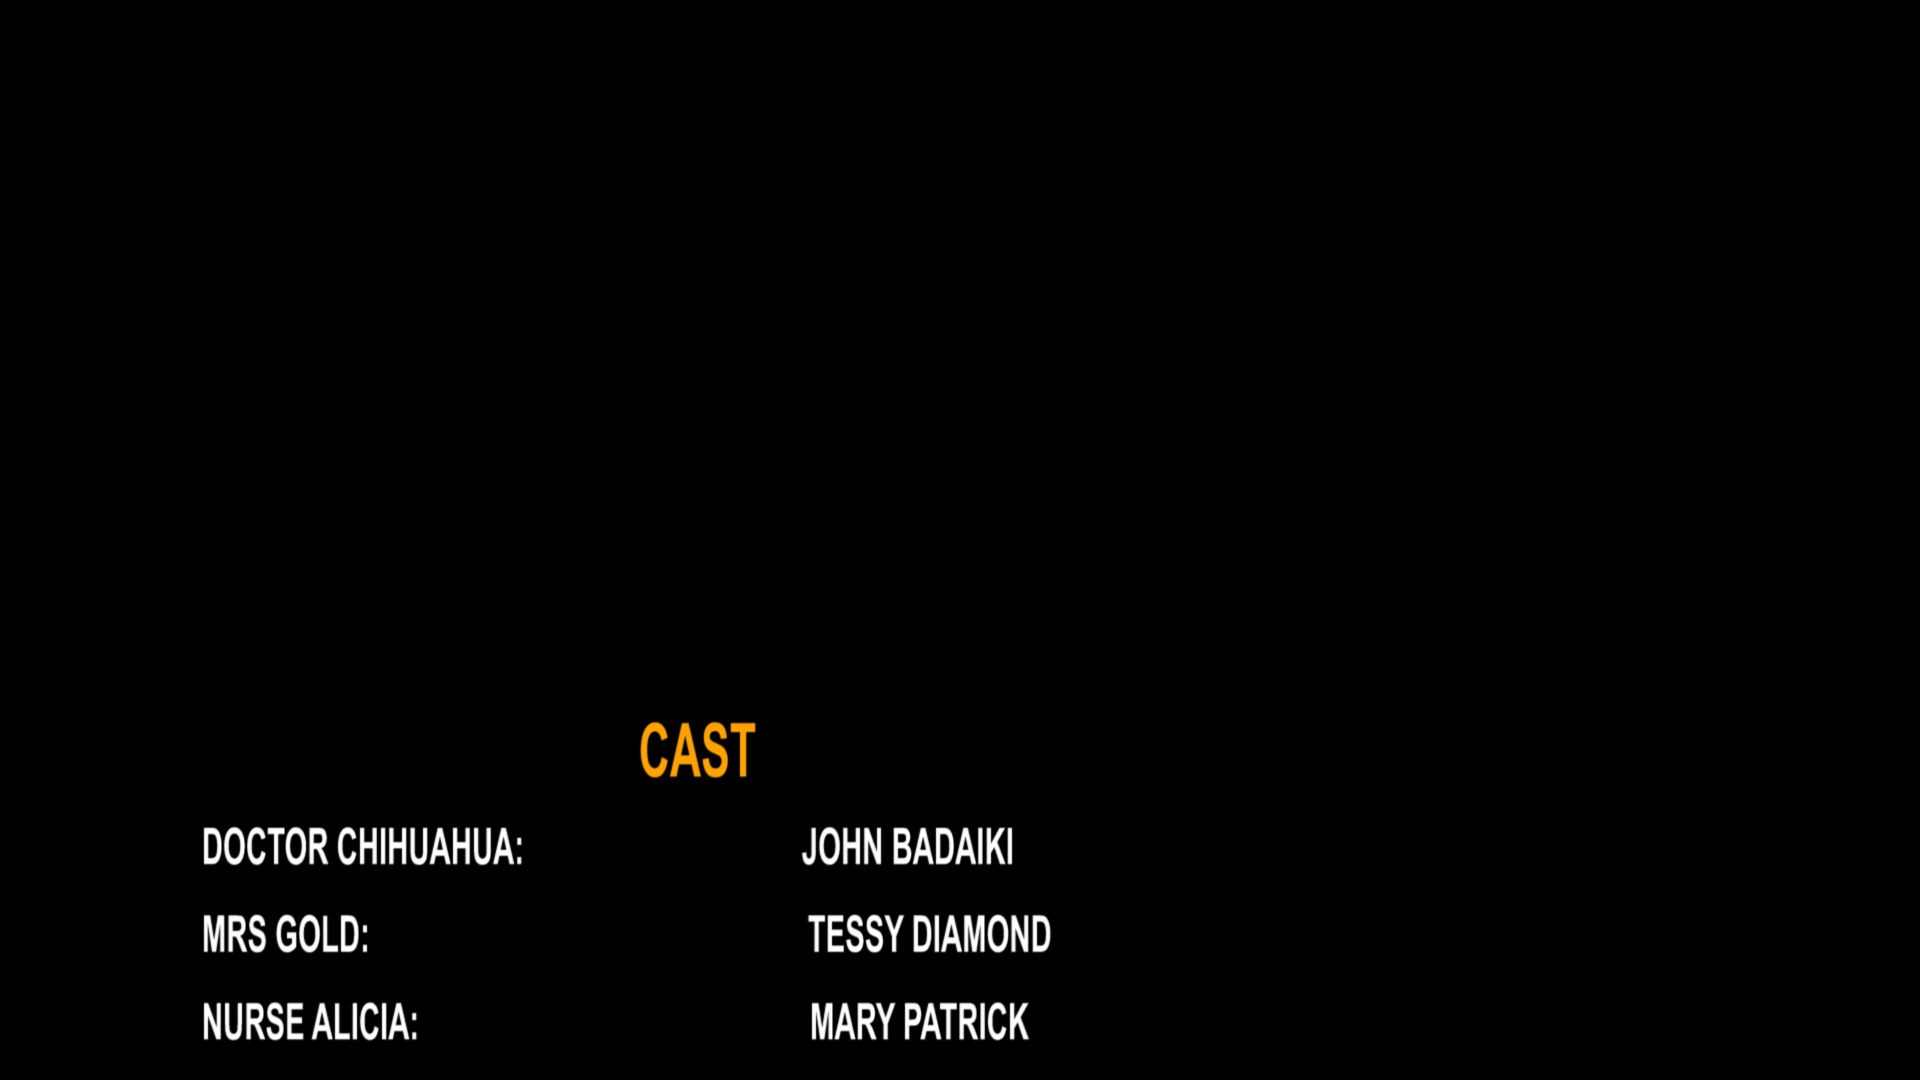 CAST
DOCTOR CHIHUAHUA: JOHN BADAIKI
MRS GOLD: TESSY DIAMOND
NURSE ALICIA: MARY PATRICK